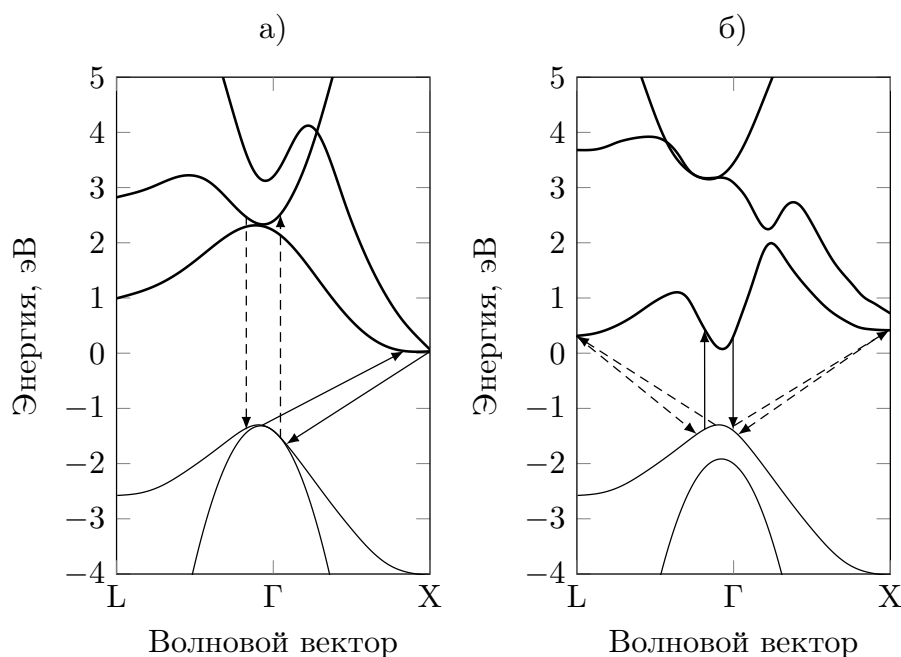 а)
5
4
3
2
1
0
−1
−2
−3
−4
L
Γ
X
Волновой вектор
Энергия, эВ
б)
5
4
3
2
1
0
−1
−2
−3
−4
L
Γ
X
Волновой вектор
Энергия, эВ